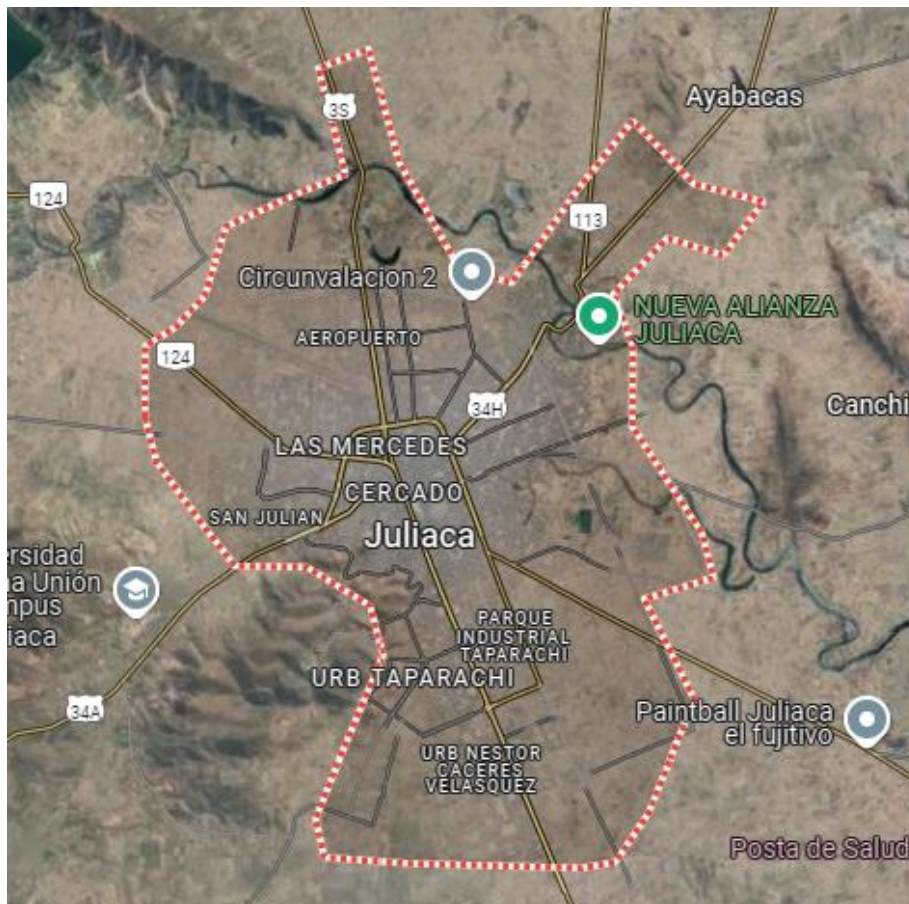 3S
Ayabacas
124
113
Circunvalacion 2
NUEVA ALIANZA
JULIACA
AEROPUERTO
124
34H
Canchi
LAS MERCEDES
CERCADO
SAN JULIAN
Juliaca
ersidad
na Unión
mpus
iaca
PARQUE
INDUSTRIAL
TAPARACHI
URB TAPARACHI
34A
Paintball Juliaca
el fujitivo
URB NESTOR
CACERES
VELASQUEZ
Posta de Salud